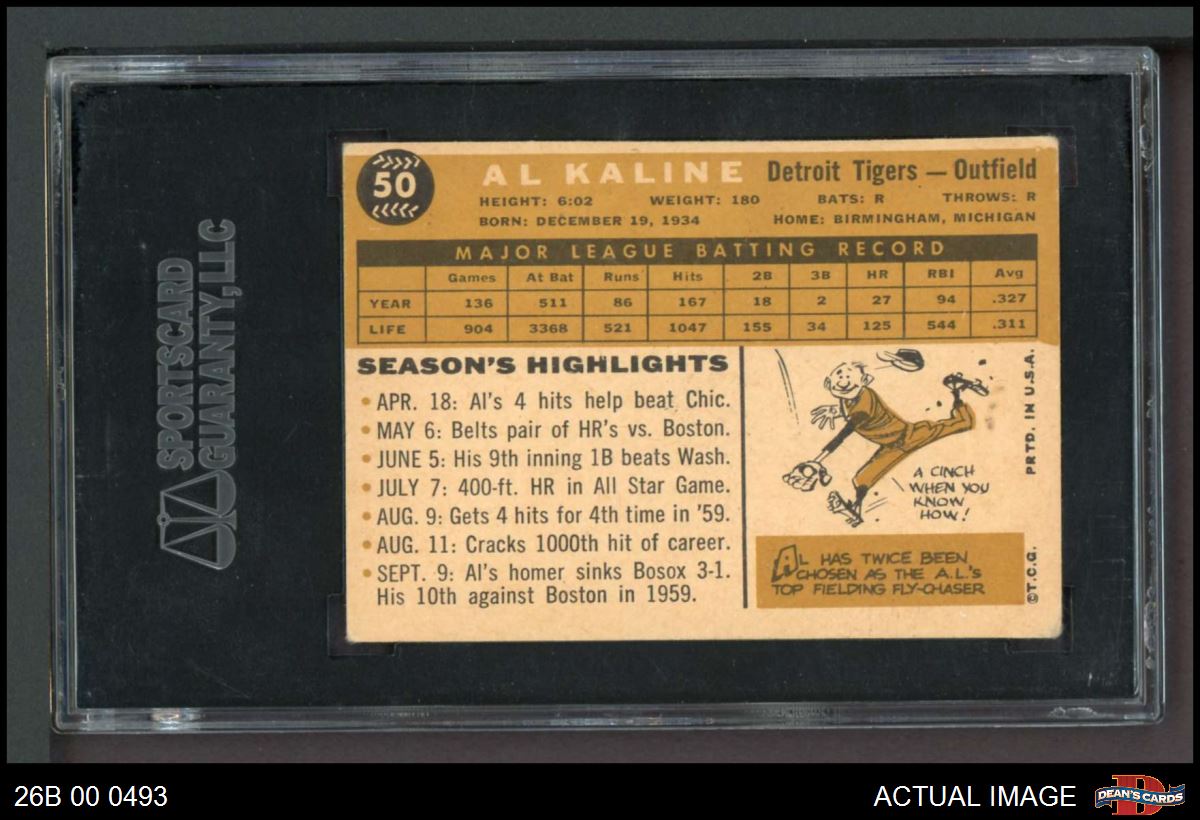 SPORTSCARD
GUARANTY, LLC
50
AL KALINE Detroit Tigers — Outfield
HEIGHT: 6:02 WEIGHT: 180 BATS: R THROWS: R
BORN: DECEMBER 19, 1934 HOME: BIRMINGHAM, MICHIGAN
MAJOR LEAGUE BATTING RECORD
Games At Bat Runs Hits 2B 3B HR RBI Avg
YEAR 136 511 86 167 18 2 27 94 .327
LIFE 904 3368 521 1047 155 34 125 544 .311
SEASON'S HIGHLIGHTS
• APR. 18: Al's 4 hits help beat Chic.
• MAY 6: Belts pair of HR's vs. Boston.
• JUNE 5: His 9th inning 1B beats Wash.
• JULY 7: 400-ft. HR in All Star Game.
• AUG. 9: Gets 4 hits for 4th time in '59.
• AUG. 11: Cracks 1000th hit of career.
• SEPT. 9: Al's homer sinks Bosox 3-1.
His 10th against Boston in 1959.
A CINCH
WHEN YOU
KNOW
HOW!
AL HAS TWICE BEEN
CHOSEN AS THE A.L.'S
TOP FIELDING FLY-CHASER
©T.C.G. PRTD. IN U.S.A.
26B 00 0493
ACTUAL IMAGE
DEAN'S CARDS